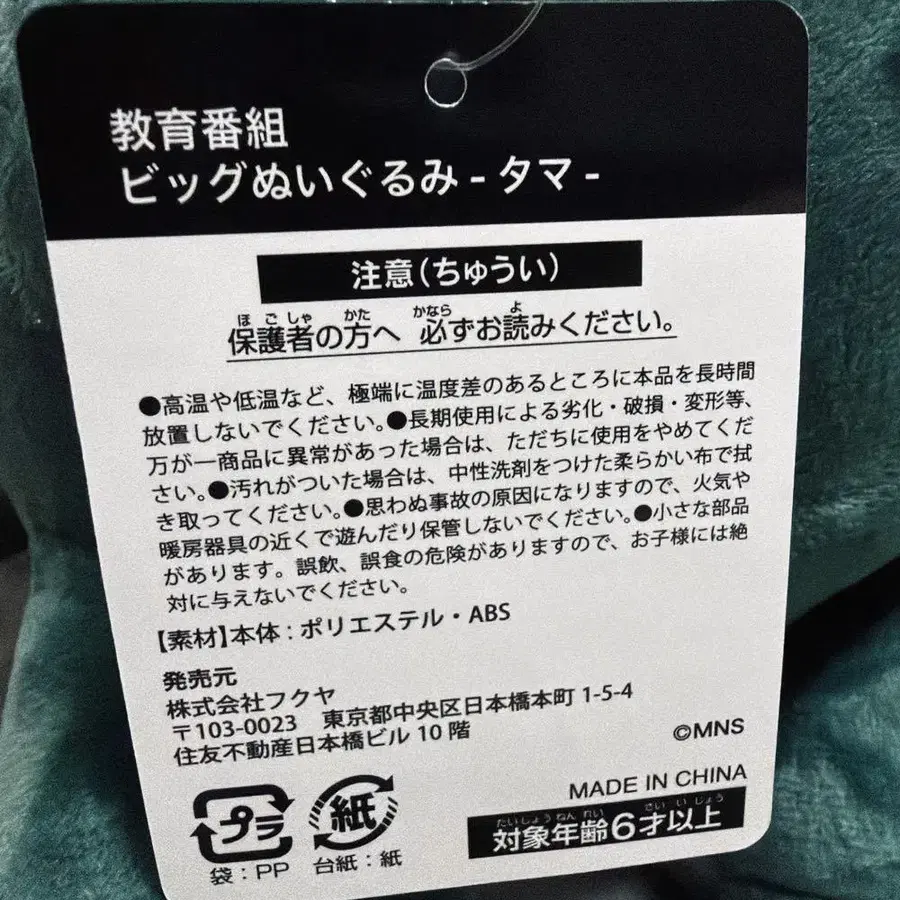 教育番組
ビッグぬいぐるみ - タマ -
注意（ちゅうい）
ほごしゃ かた かなら よ
保護者の方へ 必ずお読みください。
●高温や低温など、極端に温度差のあるところに本品を長時間
放置しないでください。●長期使用による劣化・破損・変形等、
万が一商品に異常があった場合は、ただちに使用をやめてくだ
さい。●汚れがついた場合は、中性洗剤をつけた柔らかい布で拭
き取ってください。●思わぬ事故の原因になりますので、火気や
暖房器具の近くで遊んだり保管しないでください。●小さな部品
があります。誤飲、誤食の危険がありますので、お子様には絶
対に与えないでください。
【素材】本体：ポリエステル・ABS
発売元
株式会社フクヤ
〒103-0023 東京都中央区日本橋本町 1-5-4
住友不動産日本橋ビル 10 階
©MNS
MADE IN CHINA
たいしょうねんれい さい いじょう
対象年齢6才以上
プラ 紙
袋：PP 台紙：紙